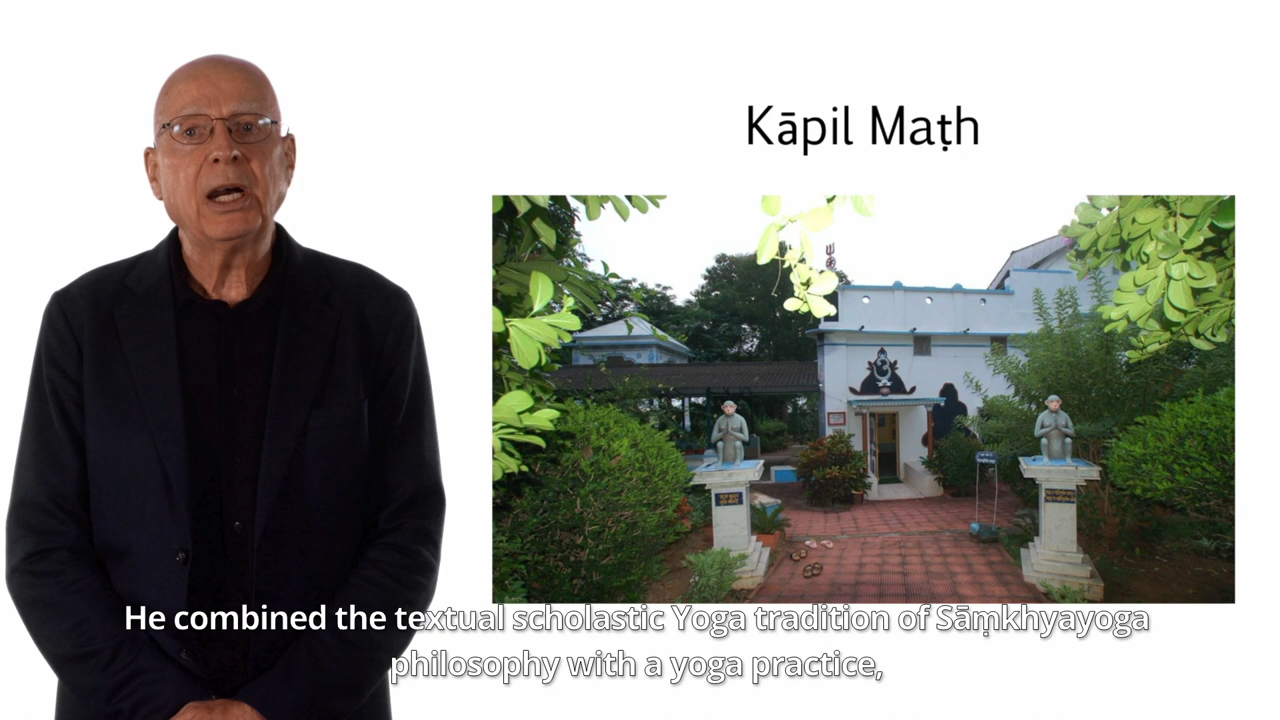 Kāpil Maṭh
He combined the textual scholastic Yoga tradition of Sāṃkhyayoga
philosophy with a yoga practice,